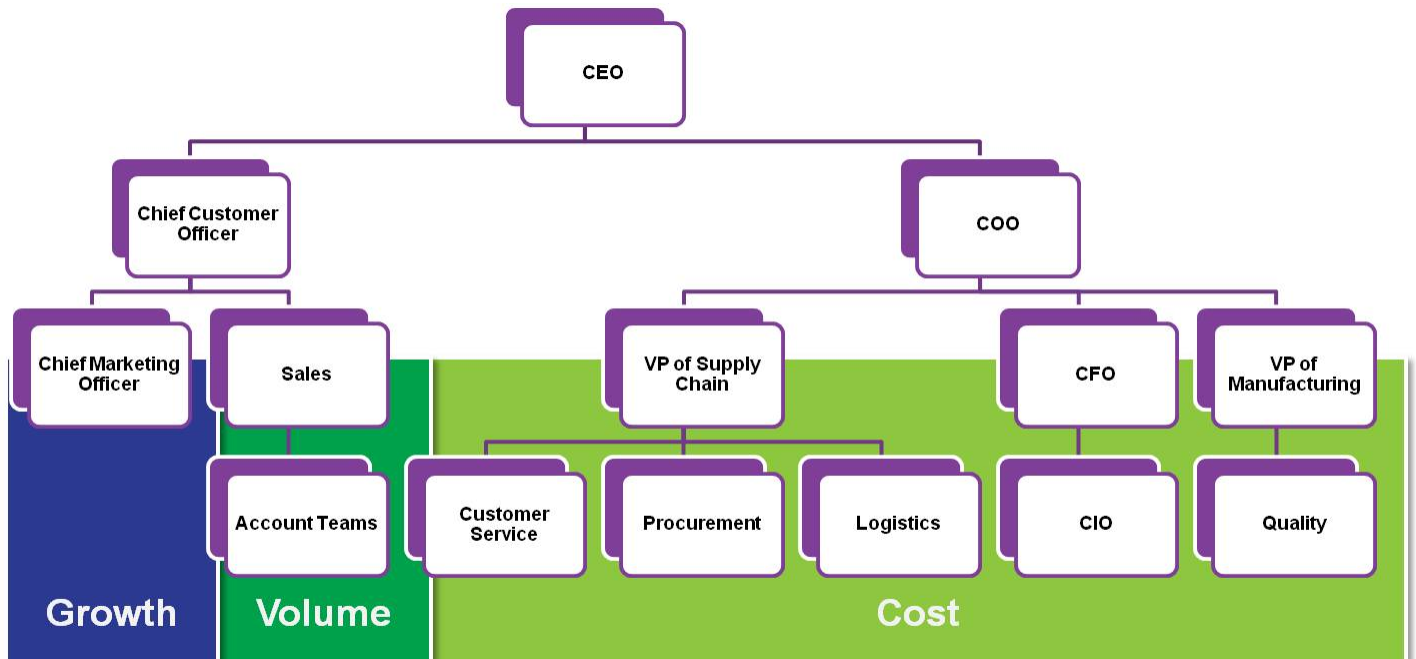 CEO
Chief Customer
Officer
COO
Chief Marketing
Officer
Sales
VP of Supply
Chain
CFO
VP of
Manufacturing
Account Teams
Customer
Service
Procurement
Logistics
CIO
Quality
Growth
Volume
Cost